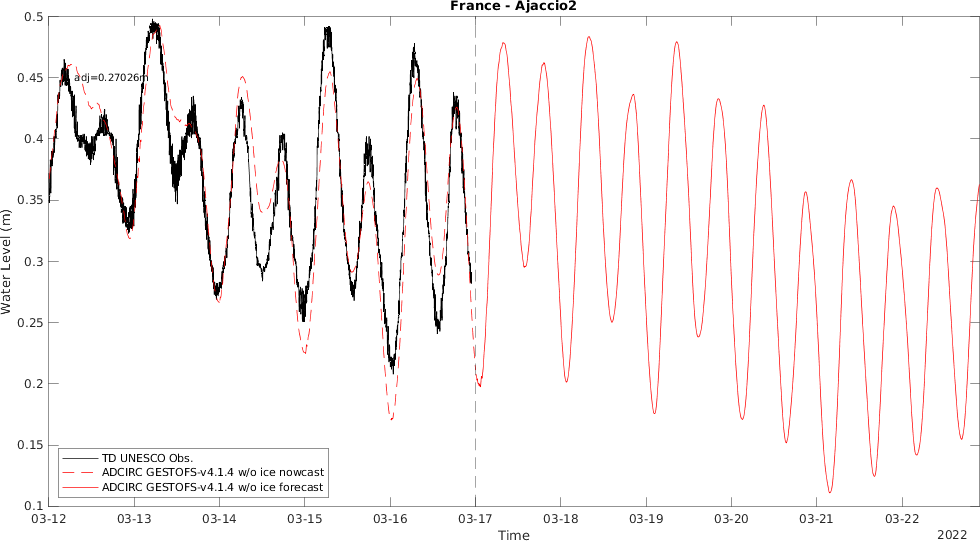 France - Ajaccio2
0.5
0.45
0.4
0.35
0.3
0.25
0.2
0.15
0.1
Water Level (m)
adj=0.27026m
TD UNESCO Obs.
ADCIRC GESTOFS-v4.1.4 w/o ice nowcast
ADCIRC GESTOFS-v4.1.4 w/o ice forecast
03-12 03-13 03-14 03-15 03-16 03-17 03-18 03-19 03-20 03-21 03-22
Time
2022